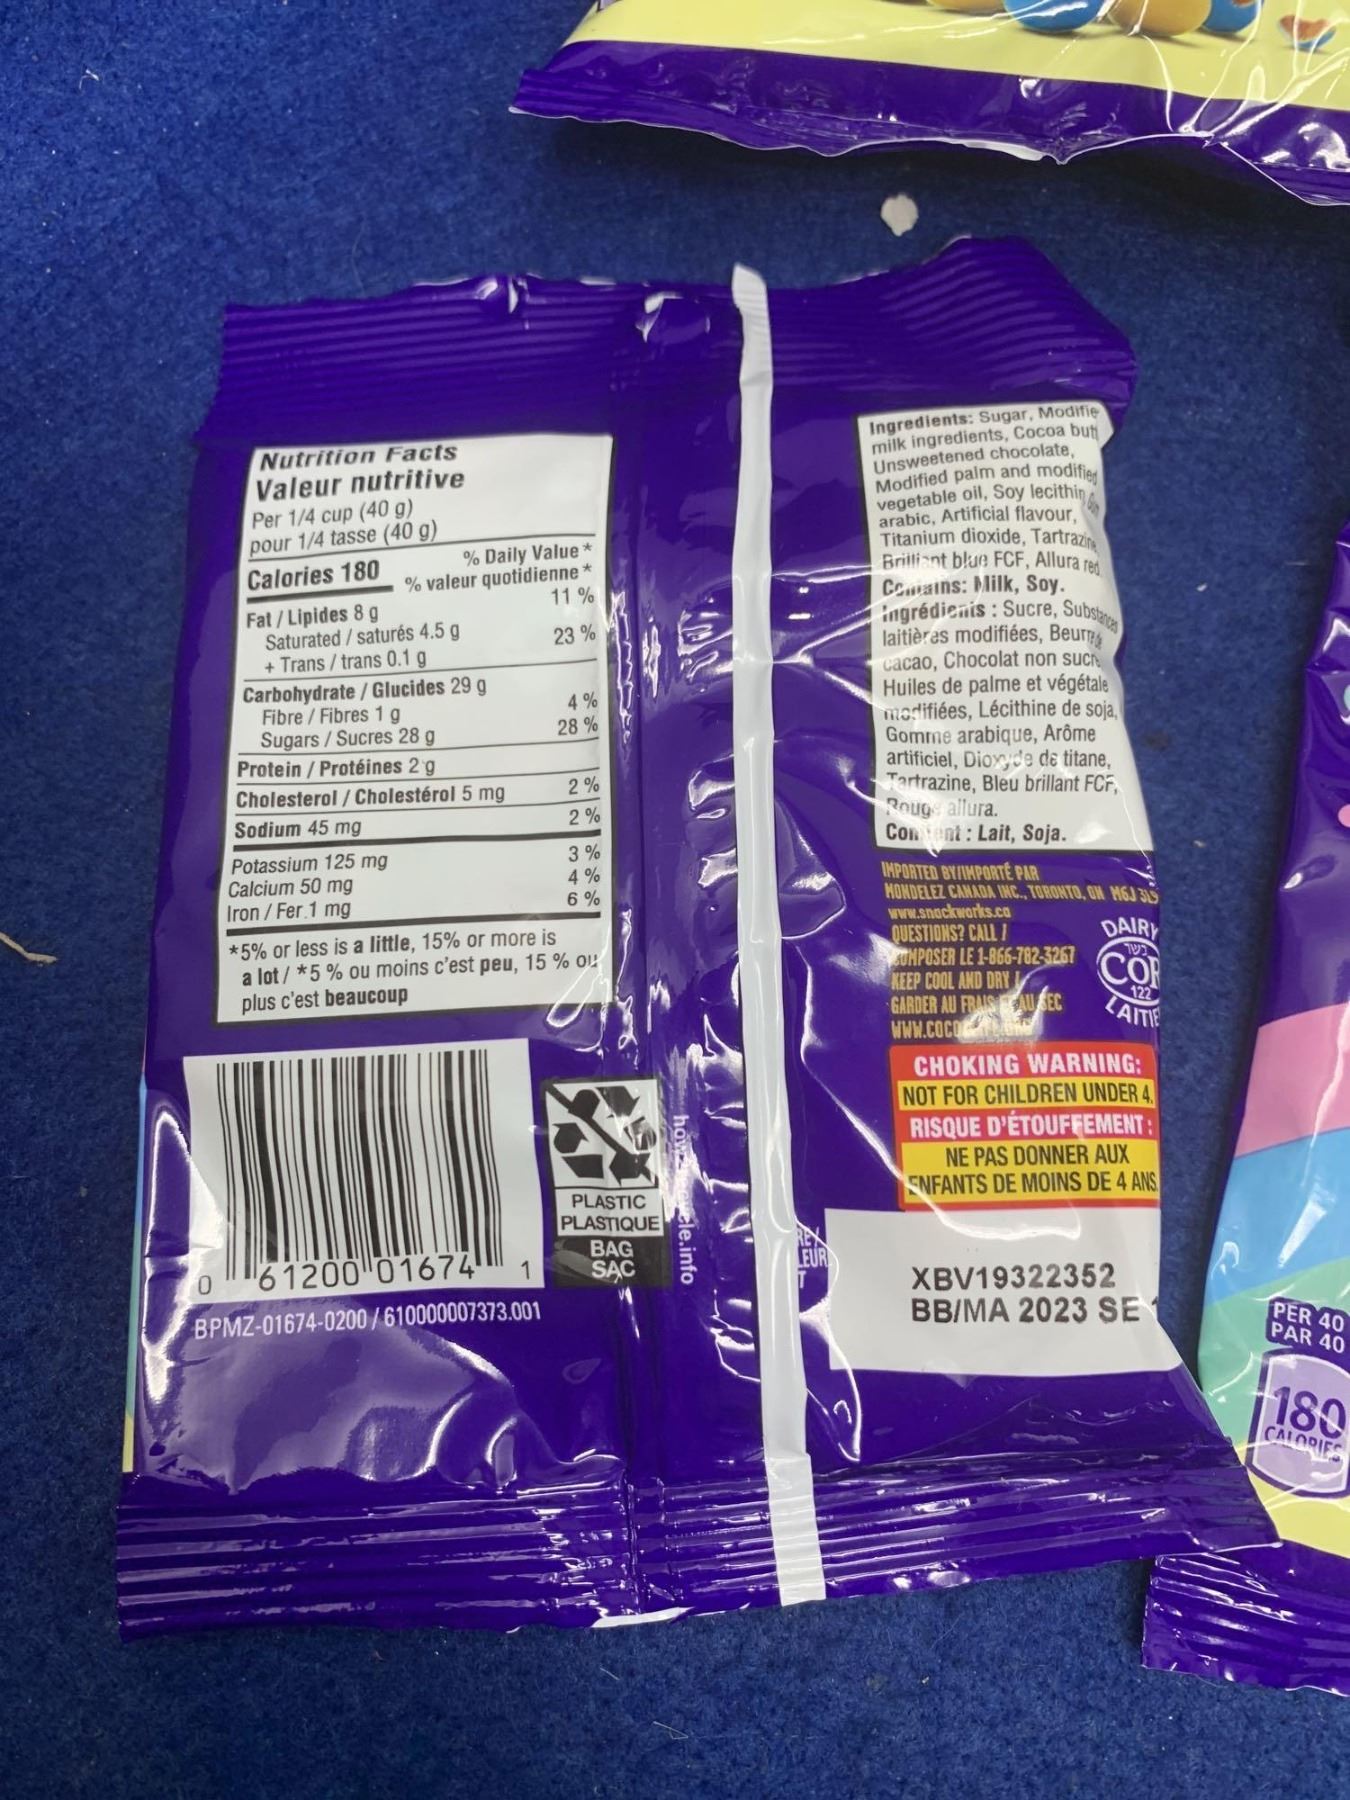 Nutrition Facts
Valeur nutritive
Per 1/4 cup (40 g)
pour 1/4 tasse (40 g)
Calories 180
% Daily Value *
% valeur quotidienne *
Fat / Lipides 8 g 11 %
Saturated / saturés 4.5 g
+ Trans / trans 0.1 g 23 %
Carbohydrate / Glucides 29 g
Fibre / Fibres 1 g 4 %
Sugars / Sucres 28 g 28 %
Protein / Protéines 2 g
Cholesterol / Cholestérol 5 mg 2 %
Sodium 45 mg 2 %
Potassium 125 mg 3 %
Calcium 50 mg 4 %
Iron / Fer 1 mg 6 %
*5% or less is a little, 15% or more is
a lot / *5 % ou moins c'est peu, 15 % ou
plus c'est beaucoup
0 61200 01674 1
BPMZ-01674-0200 / 610000007373.001
PLASTIC
PLASTIQUE
BAG
SAC
Ingredients: Sugar, Modifie
milk ingredients, Cocoa butt
Unsweetened chocolate,
Modified palm and modified
vegetable oil, Soy lecithin,
arabic, Artificial flavour,
Titanium dioxide, Tartrazine,
Brilliant blue FCF, Allura red.
Contains: Milk, Soy.
Ingrédients : Sucre, Substances
laitières modifiées, Beurre de
cacao, Chocolat non sucr
Huiles de palme et végétale
modifiées, Lécithine de soja,
Gomme arabique, Arôme
artificiel, Dioxyde de titane,
Tartrazine, Bleu brillant FCF,
Rouge allura.
Contient : Lait, Soja.
IMPORTED BY/IMPORTÉ PAR
MONDELEZ CANADA INC., TORONTO, ON M6J 3L5
www.snackworks.ca
QUESTIONS? CALL /
COMPOSER LE 1-866-782-3267
KEEP COOL AND DRY /
GARDER AU FRAIS ET AU SEC
DAIRY
כשר
COR
122
LAITIE
CHOKING WARNING:
NOT FOR CHILDREN UNDER 4.
RISQUE D'ÉTOUFFEMENT :
NE PAS DONNER AUX
ENFANTS DE MOINS DE 4 ANS.
XBV19322352
BB/MA 2023 SE
PER 40
PAR 40
180
CALORIES